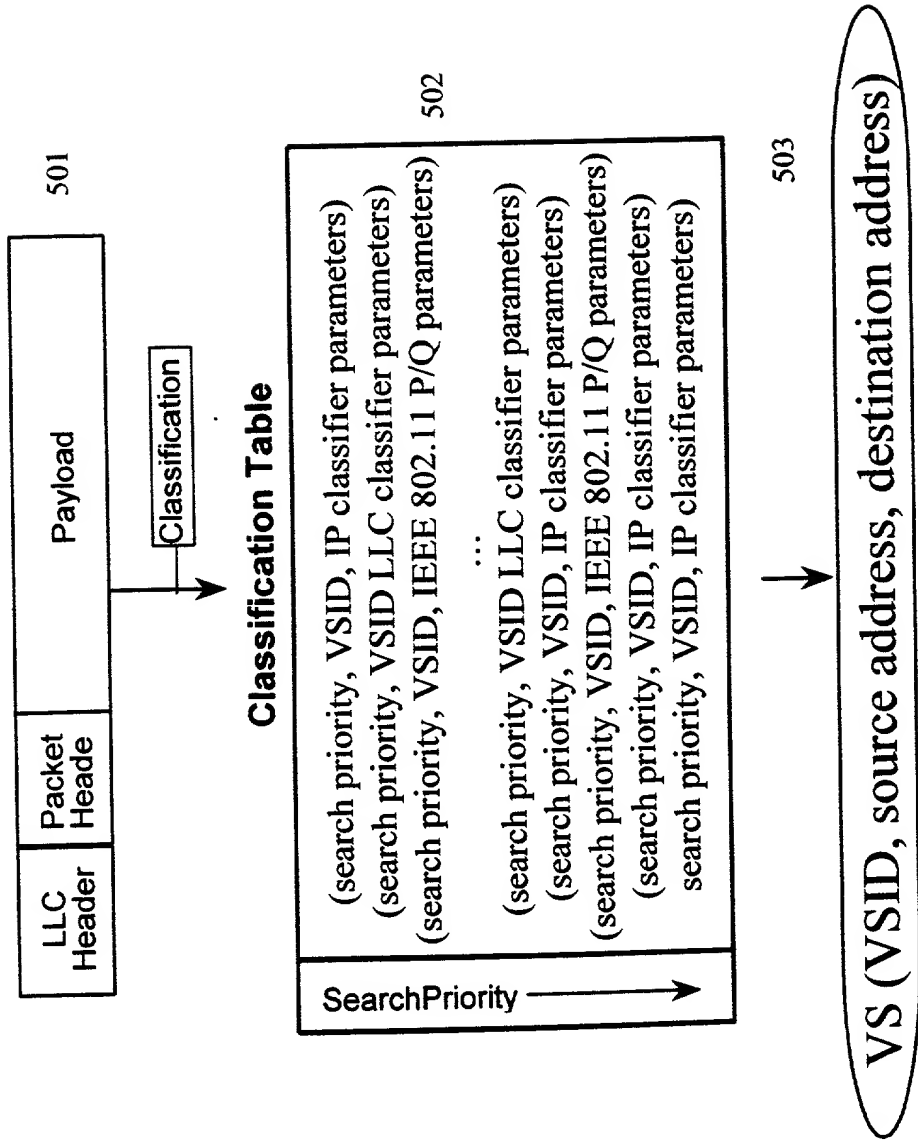 LLC
Header
Packet
Heade
Payload
501
Classification
Classification Table
SearchPriority
(search priority, VSID, IP classifier parameters)
(search priority, VSID LLC classifier parameters)
(search priority, VSID, IEEE 802.11 P/Q parameters)
...
(search priority, VSID LLC classifier parameters)
(search priority, VSID, IP classifier parameters)
(search priority, VSID, IEEE 802.11 P/Q parameters)
(search priority, VSID, IP classifier parameters)
search priority, VSID, IP classifier parameters)
502
503
VS (VSID, source address, destination address)